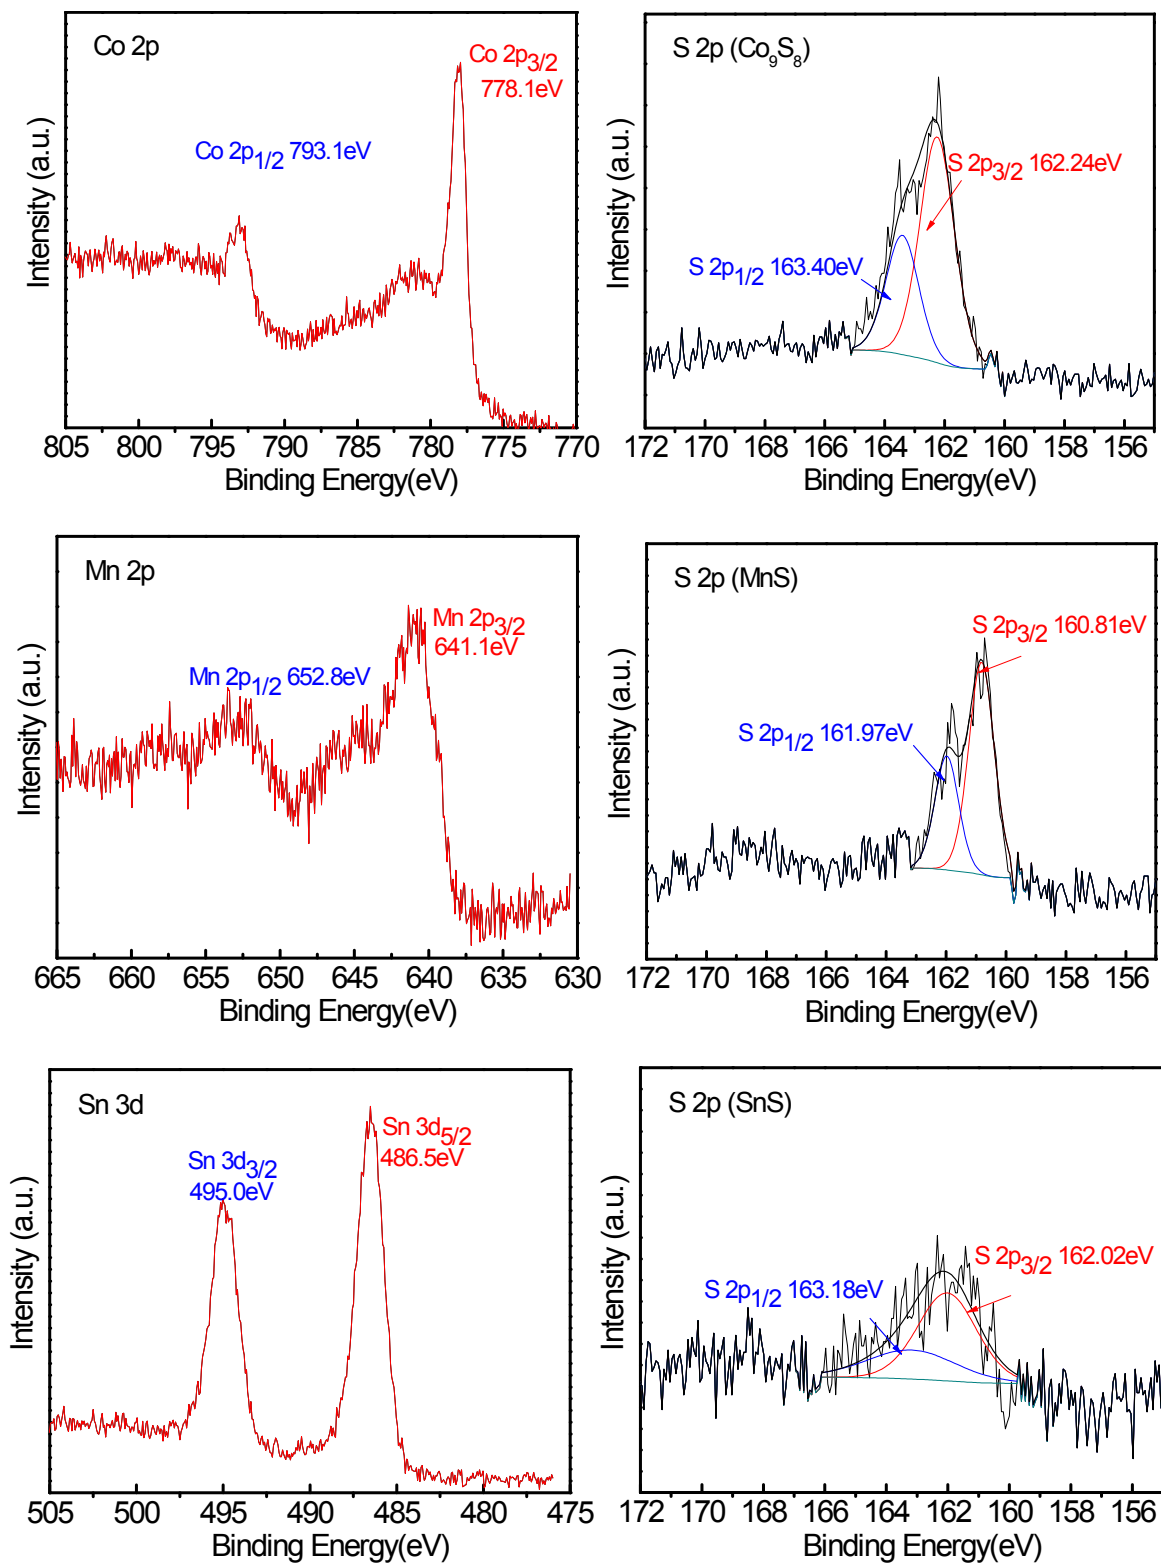 Co 2p
Co 2p3/2
778.1eV
Co 2p1/2 793.1eV
Intensity (a.u.)
805 800 795 790 785 780 775 770
Binding Energy(eV)
S 2p (Co9S8)
S 2p3/2 162.24eV
S 2p1/2 163.40eV
Intensity (a.u.)
172 170 168 166 164 162 160 158 156
Binding Energy(eV)
Mn 2p
Mn 2p3/2
641.1eV
Mn 2p1/2 652.8eV
Intensity (a.u.)
665 660 655 650 645 640 635 630
Binding Energy(eV)
S 2p (MnS)
S 2p3/2 160.81eV
S 2p1/2 161.97eV
Intensity (a.u.)
172 170 168 166 164 162 160 158 156
Binding Energy(eV)
Sn 3d
Sn 3d5/2
486.5eV
Sn 3d3/2
495.0eV
Intensity (a.u.)
505 500 495 490 485 480 475
Binding Energy(eV)
S 2p (SnS)
S 2p3/2 162.02eV
S 2p1/2 163.18eV
Intensity (a.u.)
172 170 168 166 164 162 160 158 156
Binding Energy(eV)